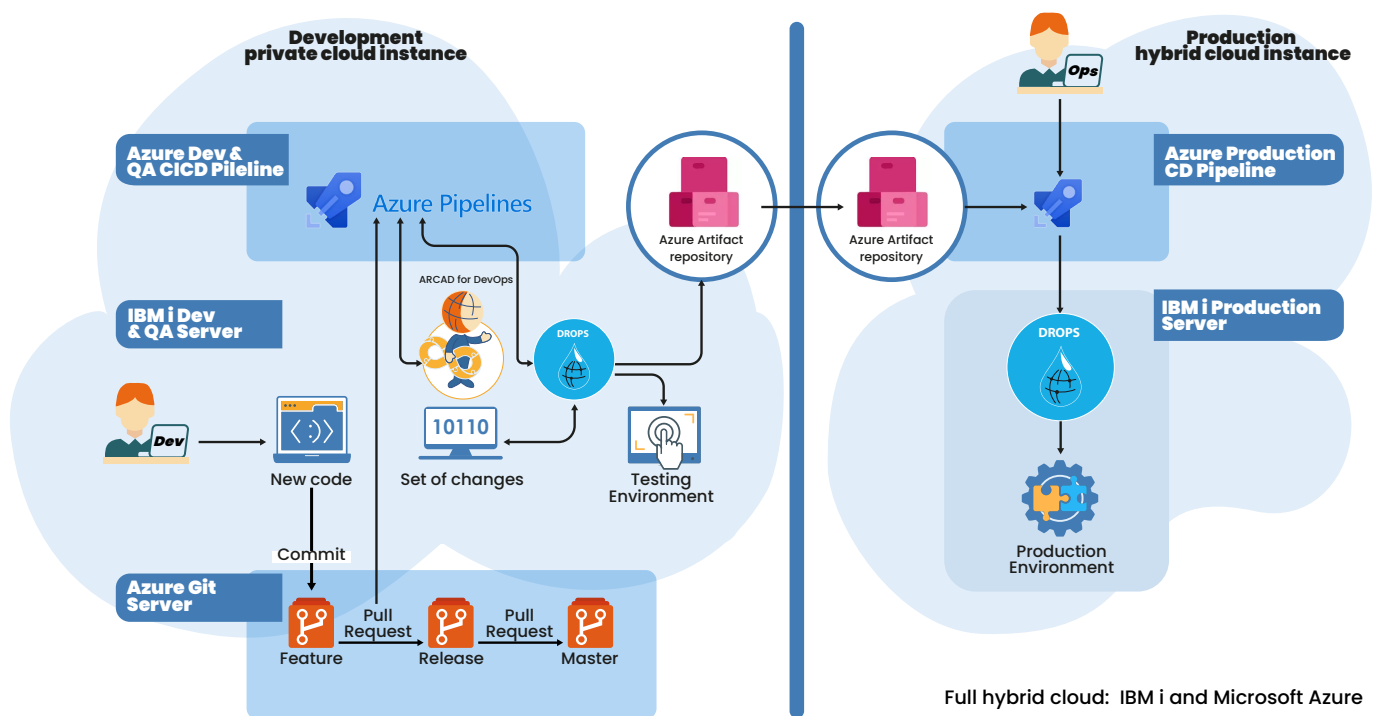 Development
private cloud instance
Azure Dev &
QA CICD Pileline
Azure Pipelines
Azure Artifact
repository
ARCAD for DevOps
IBM i Dev
& QA Server
DROPS
Dev
10110
New code
Set of changes
Testing
Environment
Commit
Azure Git
Server
Pull
Request
Pull
Request
Feature
Release
Master
Production
hybrid cloud instance
Ops
Azure Production
CD Pipeline
Azure Artifact
repository
IBM i Production
Server
DROPS
Production
Environment
Full hybrid cloud: IBM i and Microsoft Azure